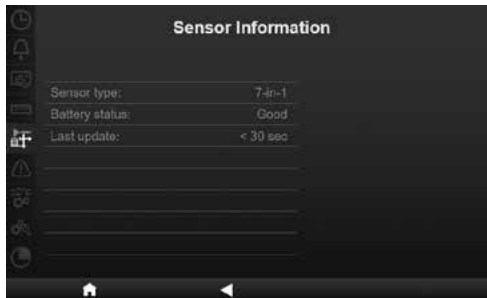 Sensor Information
Sensor type: 7-in-1
Battery status: Good
Last update: < 30 sec